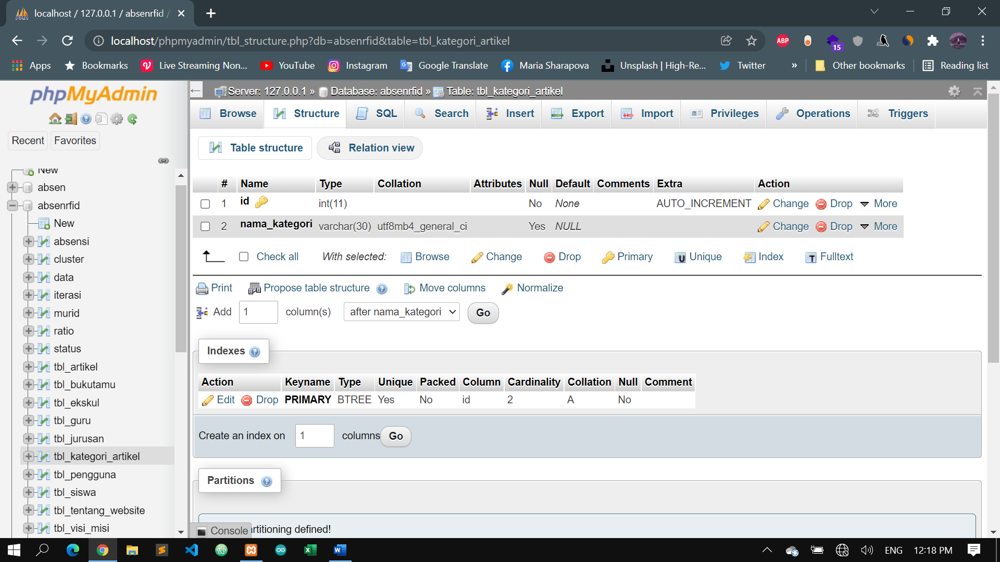 localhost / 127.0.0.1 / absenrfid /
localhost/phpmyadmin/tbl_structure.php?db=absenrfid&table=tbl_kategori_artikel
ABP
15
Apps
Bookmarks
Live Streaming Non...
YouTube
Instagram
Google Translate
Maria Sharapova
Unsplash | High-Re...
Twitter
»
Other bookmarks
Reading list
phpMyAdmin
Recent
Favorites
New
absen
absenrfid
New
absensi
cluster
data
iterasi
murid
ratio
status
tbl_artikel
tbl_bukutamu
tbl_ekskul
tbl_guru
tbl_jurusan
tbl_kategori_artikel
tbl_pengguna
tbl_siswa
tbl_tentang_website
tbl_visi_misi
Server: 127.0.0.1 » Database: absenrfid » Table: tbl_kategori_artikel
Browse Structure SQL Search Insert Export Import Privileges Operations Triggers
Table structure Relation view
# Name Type Collation Attributes Null Default Comments Extra Action
1 id int(11) No None AUTO_INCREMENT Change Drop More
2 nama_kategori varchar(30) utf8mb4_general_ci Yes NULL Change Drop More
Check all With selected: Browse Change Drop Primary Unique Index Fulltext
Print Propose table structure Move columns Normalize
Add 1 column(s) after nama_kategori Go
Indexes
Action Keyname Type Unique Packed Column Cardinality Collation Null Comment
Edit Drop PRIMARY BTREE Yes No id 2 A No
Create an index on 1 columns Go
Partitions
Console
artitioning defined!
ENG
12:18 PM